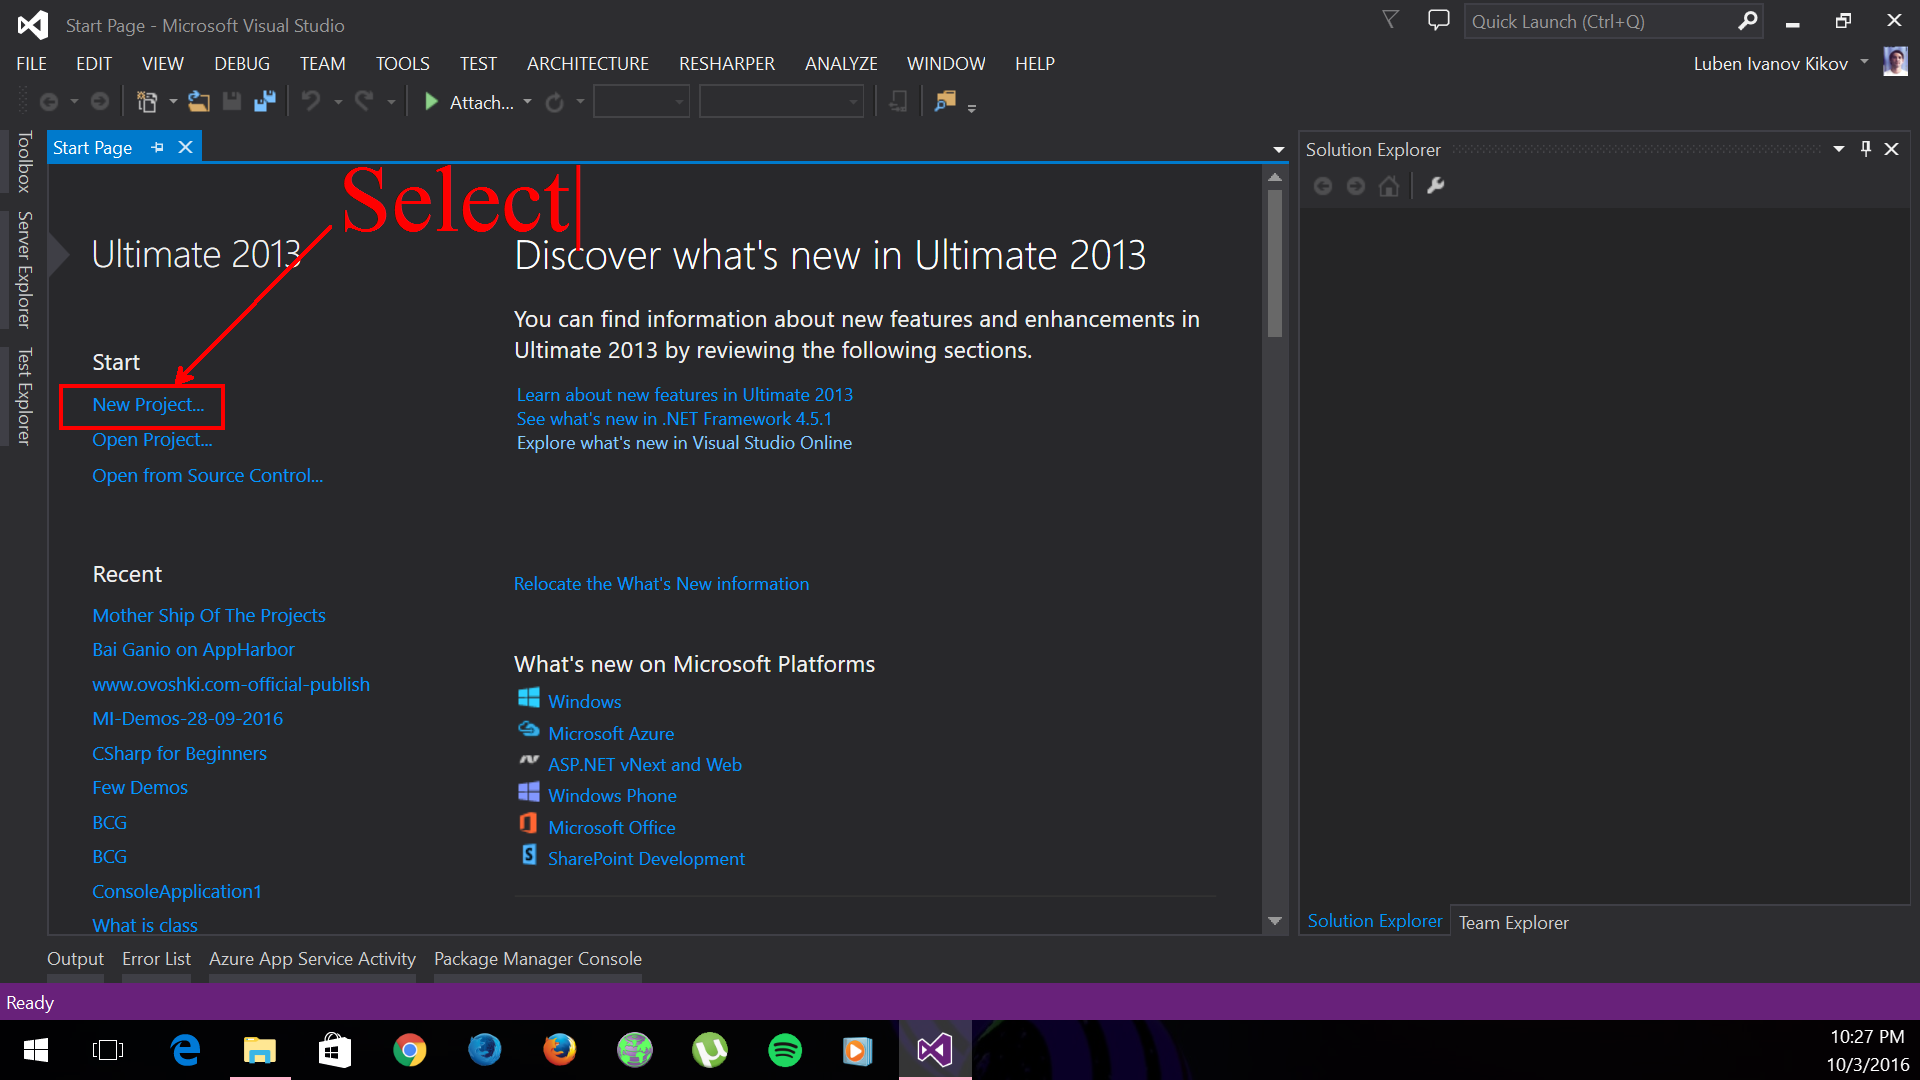 Start Page - Microsoft Visual Studio
Quick Launch (Ctrl+Q)
FILE EDIT VIEW DEBUG TEAM TOOLS TEST ARCHITECTURE RESHARPER ANALYZE WINDOW HELP
Luben Ivanov Kikov
Attach...
Toolbox
Server Explorer
Test Explorer
Start Page
Select
Ultimate 2013
Start
New Project...
Open Project...
Open from Source Control...
Recent
Mother Ship Of The Projects
Bai Ganio on AppHarbor
www.ovoshki.com-official-publish
MI-Demos-28-09-2016
CSharp for Beginners
Few Demos
BCG
BCG
ConsoleApplication1
What is class
Discover what's new in Ultimate 2013
You can find information about new features and enhancements in
Ultimate 2013 by reviewing the following sections.
Learn about new features in Ultimate 2013
See what's new in .NET Framework 4.5.1
Explore what's new in Visual Studio Online
Relocate the What's New information
What's new on Microsoft Platforms
Windows
Microsoft Azure
ASP.NET vNext and Web
Windows Phone
Microsoft Office
SharePoint Development
Solution Explorer
Solution Explorer Team Explorer
Output Error List Azure App Service Activity Package Manager Console
Ready
10:27 PM
10/3/2016